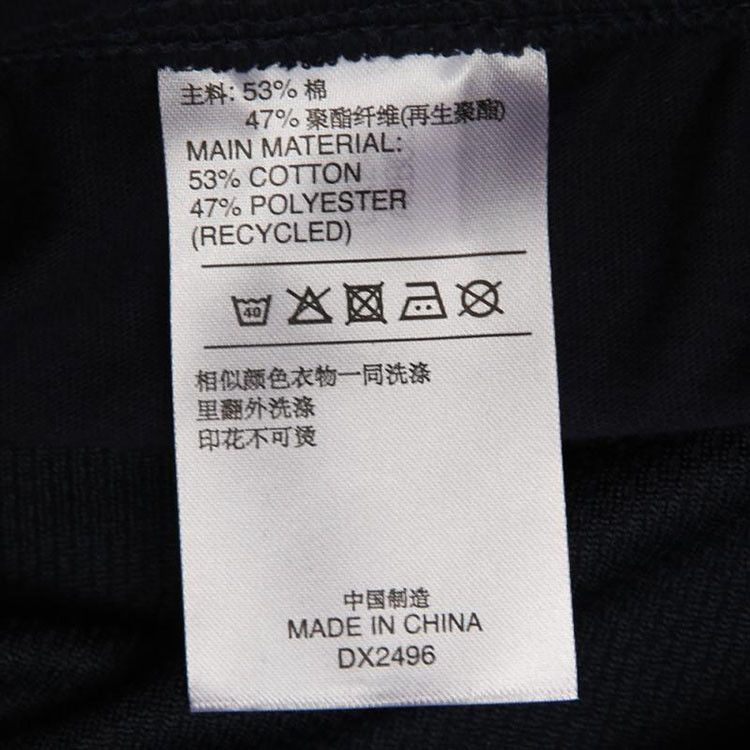 主料: 53% 棉
47% 聚酯纤维(再生聚酯)
MAIN MATERIAL:
53% COTTON
47% POLYESTER
(RECYCLED)
40
相似颜色衣物一同洗涤
里翻外洗涤
印花不可烫
中国制造
MADE IN CHINA
DX2496